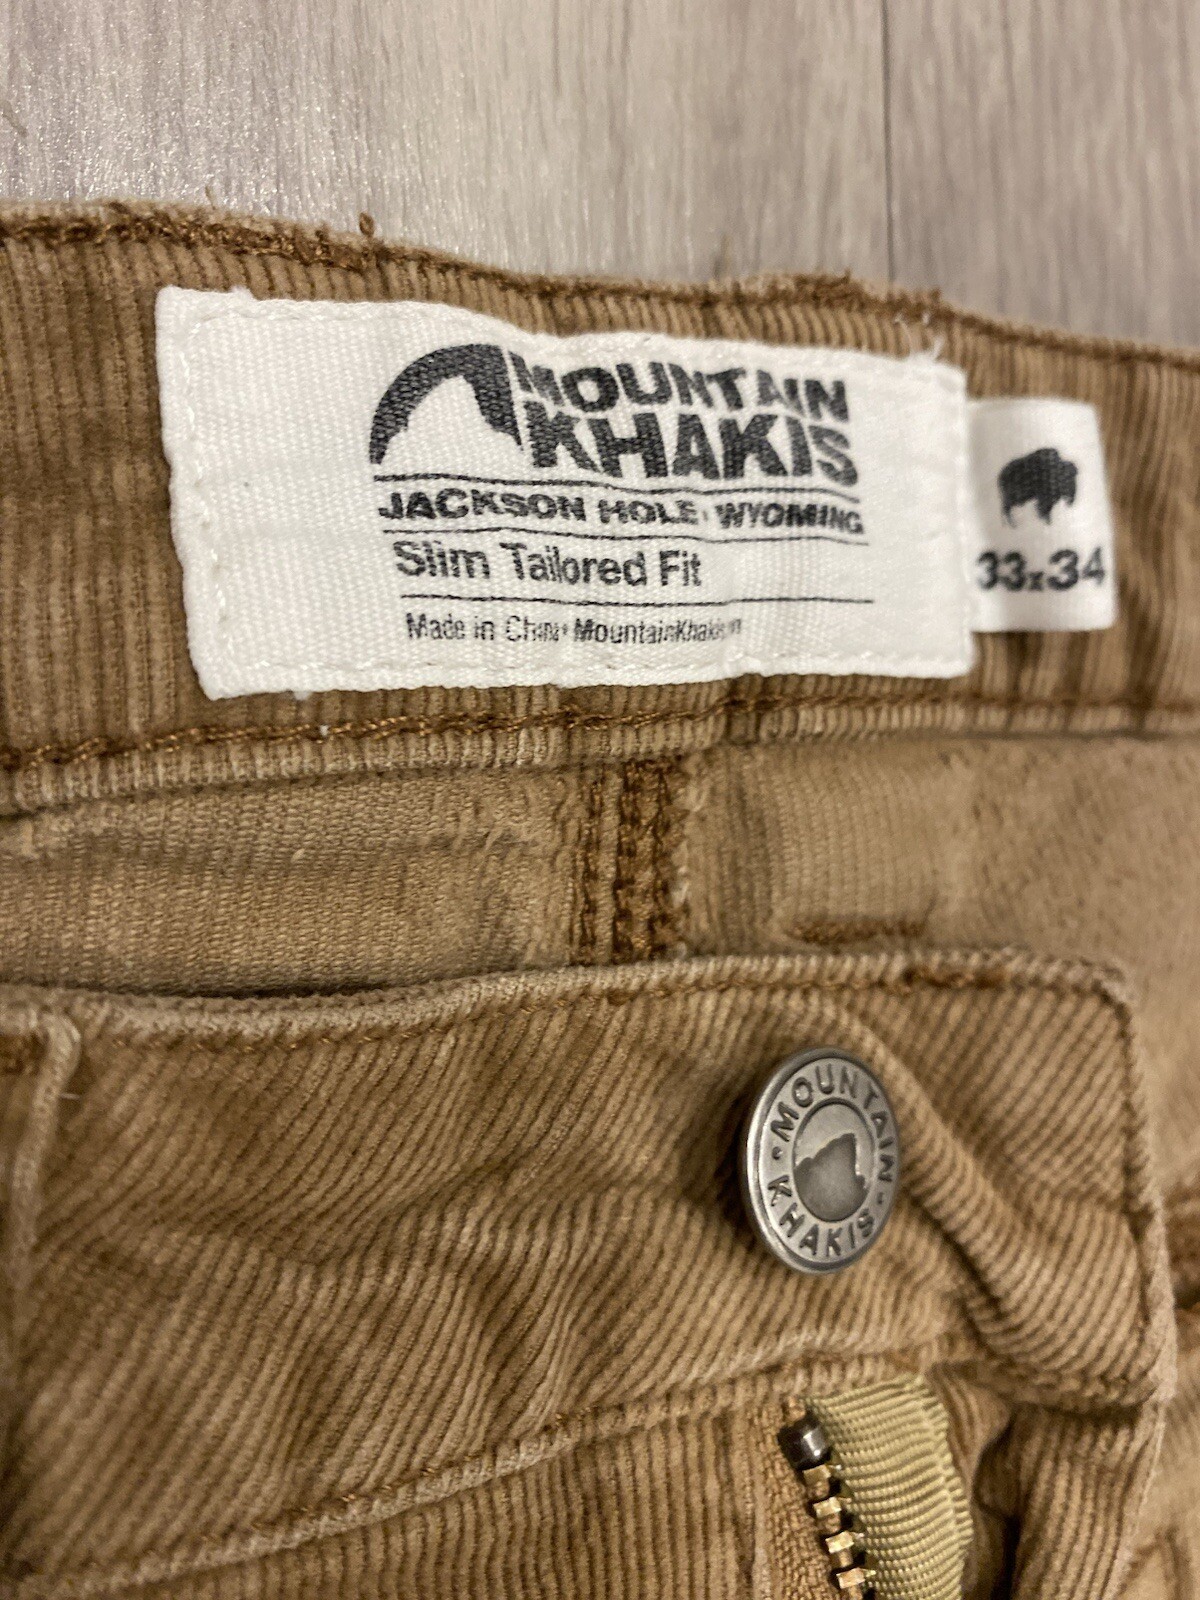 MOUNTAIN
KHAKIS
JACKSON HOLE • WYOMING
Slim Tailored Fit
Made in China • MountainKhakis
33x34
• MOUNTAIN • KHAKIS